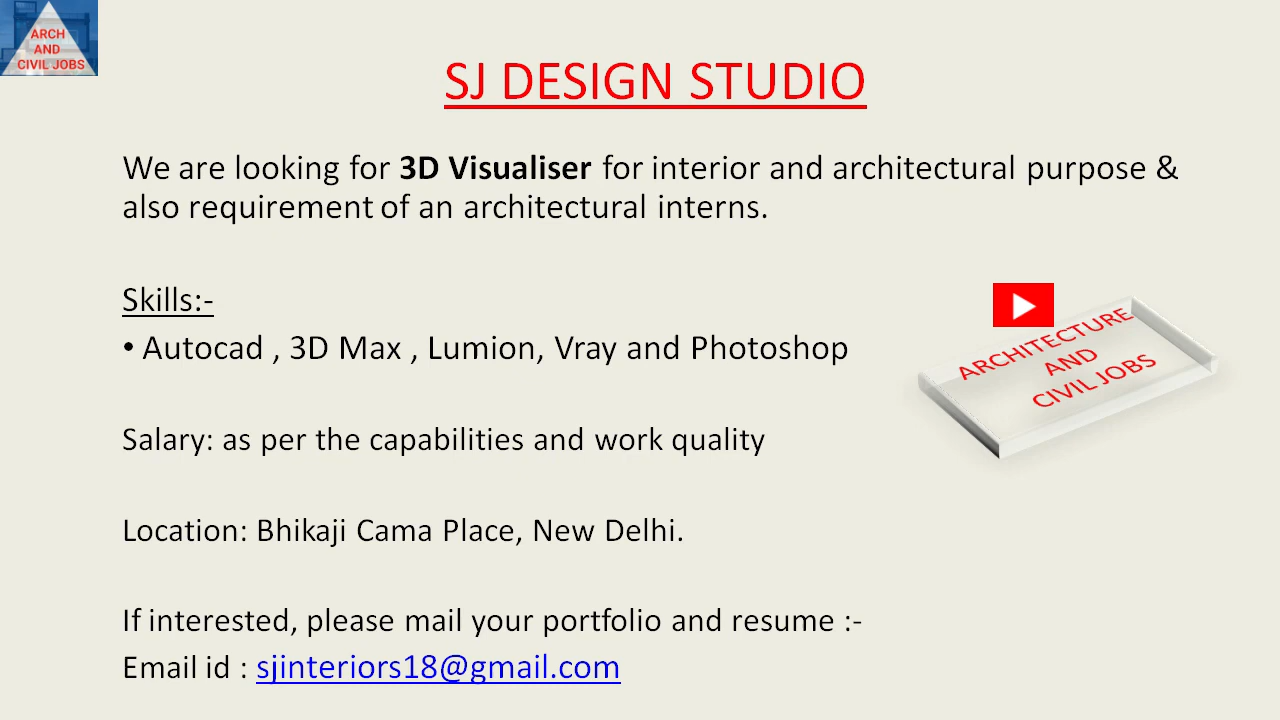 ARCH
AND
CIVIL JOBS
SJ DESIGN STUDIO
We are looking for 3D Visualiser for interior and architectural purpose &
also requirement of an architectural interns.
Skills:-
• Autocad , 3D Max , Lumion, Vray and Photoshop
ARCHITECTURE
AND
CIVIL JOBS
Salary: as per the capabilities and work quality
Location: Bhikaji Cama Place, New Delhi.
If interested, please mail your portfolio and resume :-
Email id : sjinteriors18@gmail.com